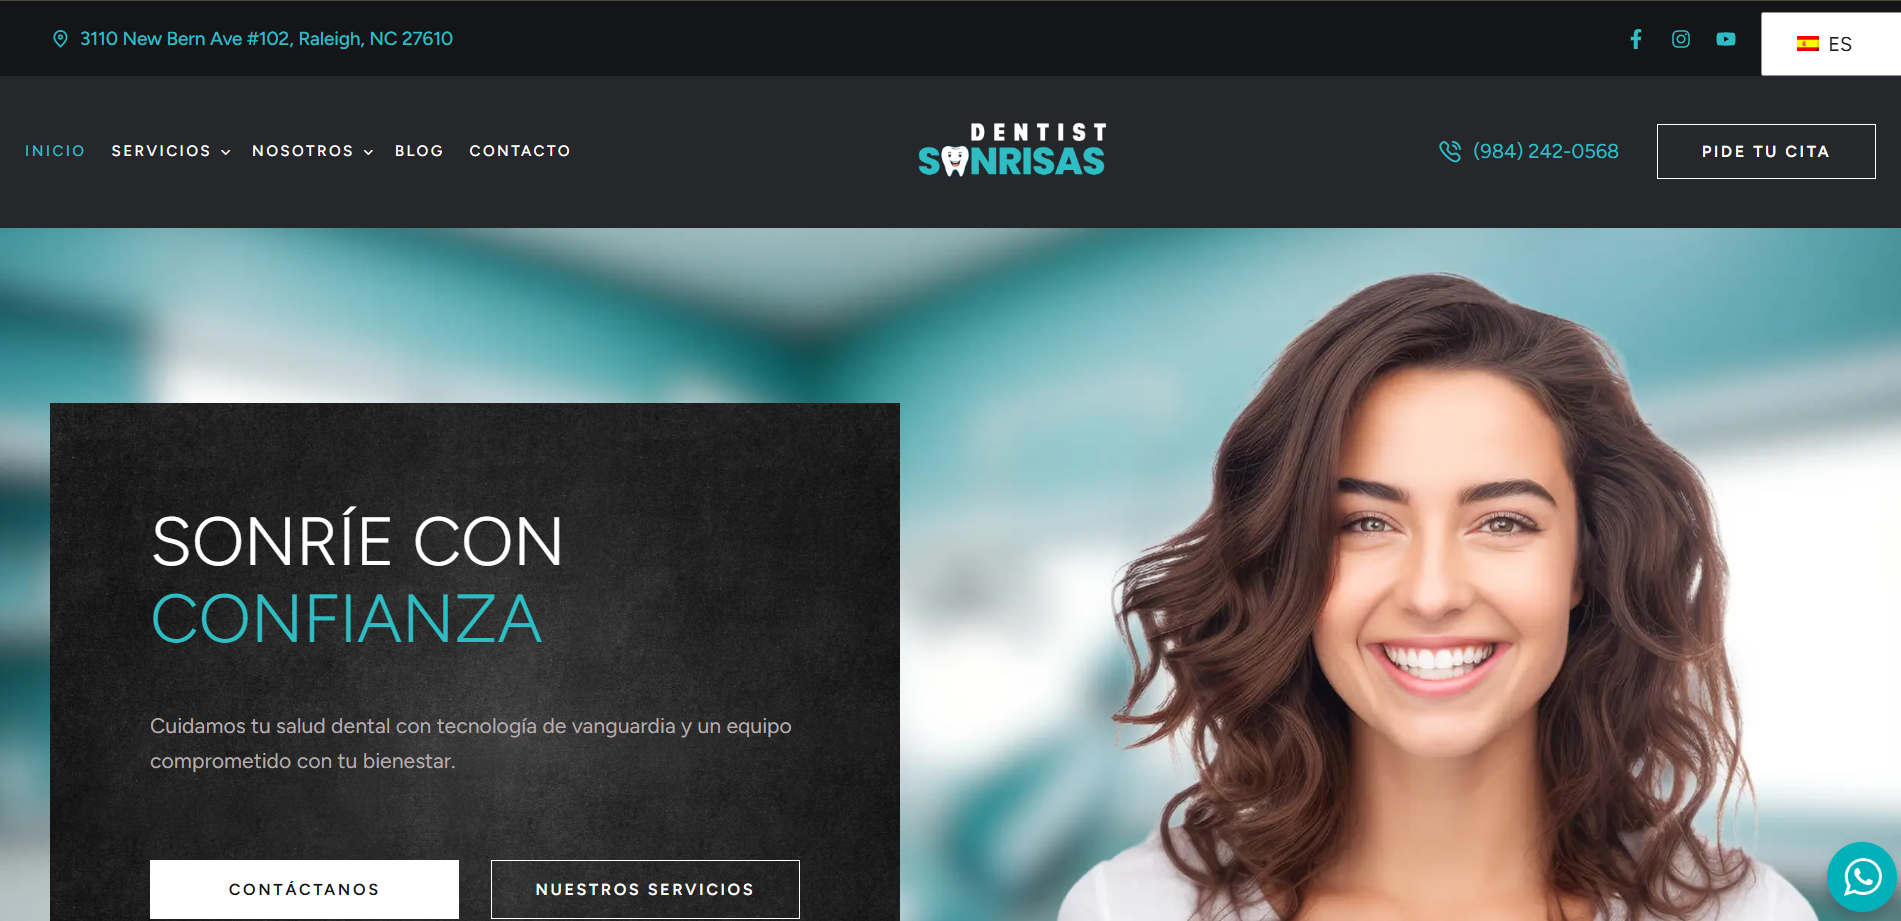 3110 New Bern Ave #102, Raleigh, NC 27610
ES
INICIO SERVICIOS NOSOTROS BLOG CONTACTO
DENTIST
SONRISAS
(984) 242-0568
PIDE TU CITA
SONRÍE CON
CONFIANZA
Cuidamos tu salud dental con tecnología de vanguardia y un equipo
comprometido con tu bienestar.
CONTÁCTANOS
NUESTROS SERVICIOS